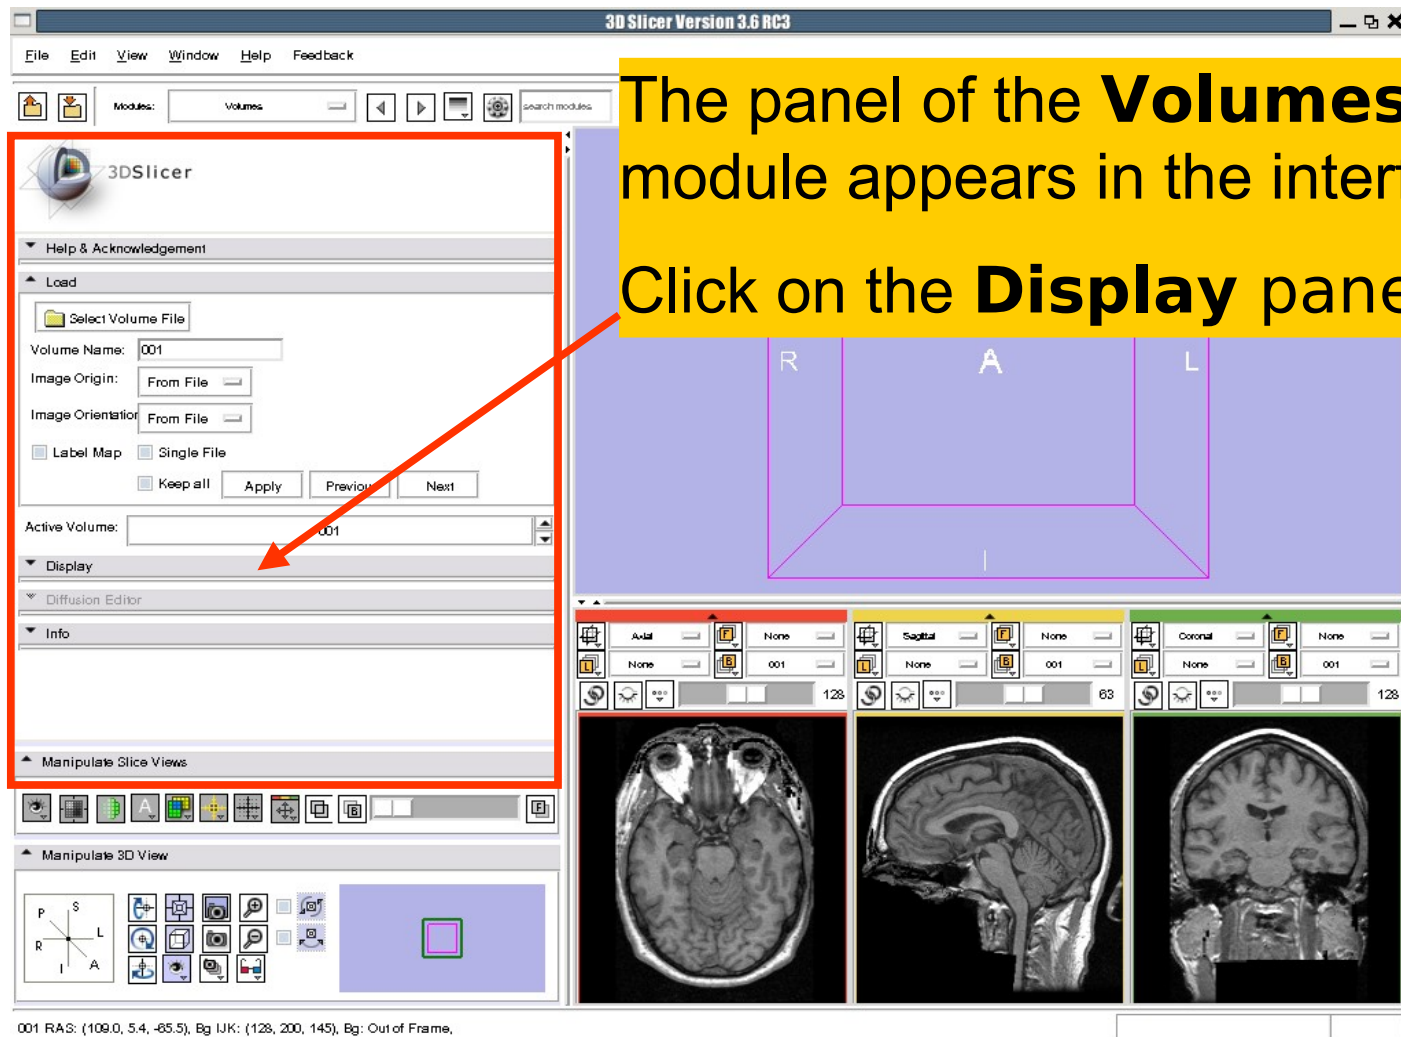 3D Slicer Version 3.6 RC3
File Edit View Window Help Feedback
Modules: Volumes search modules
The panel of the Volumes
module appears in the interf
Click on the Display pane
3DSlicer
Help & Acknowledgement
Load
Select Volume File
Volume Name: 001
Image Origin: From File
Image Orientation From File
Label Map Single File
Keep all Apply Previou Next
Active Volume: 001
Display
Diffusion Editor
Info
Manipulate Slice Views
A B F
Manipulate 3D View
P S
R L
I A
R A L
I
Axial F None Sagittal F None Coronal F None
L None B 001 L None B 001 L None B 001
128 63 128
001 RAS: (109.0, 5.4, -65.5), Bg IJK: (128, 200, 145), Bg: Out of Frame,